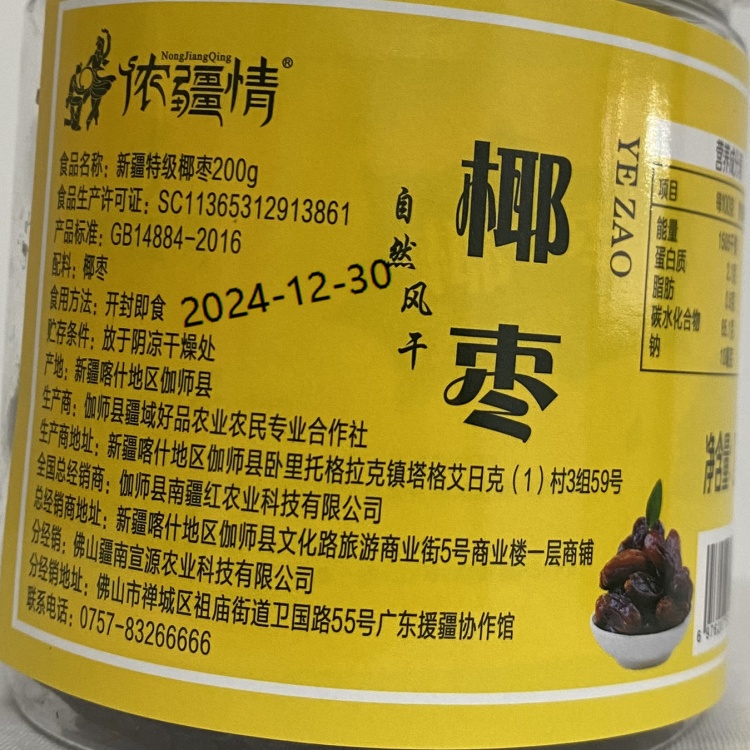 NongJiangQing
侬疆情®
食品名称：新疆特级椰枣200g
食品生产许可证：SC11365312913861
产品标准：GB14884-2016
配料：椰枣
食用方法：开封即食
2024-12-30
贮存条件：放于阴凉干燥处
产地：新疆喀什地区伽师县
生产商：伽师县疆域好品农业农民专业合作社
生产商地址：新疆喀什地区伽师县卧里托格拉克镇塔格艾日克（1）村3组59号
全国总经销商：伽师县南疆红农业科技有限公司
总经销商地址：新疆喀什地区伽师县文化路旅游商业街5号商业楼一层商铺
分经销：佛山疆南宣源农业科技有限公司
分经销地址：佛山市禅城区祖庙街道卫国路55号广东援疆协作馆
联系电话：0757-83266666
自然风干
椰枣
YE ZAO
营养成分
项目
能量
蛋白质
脂肪
碳水化合物
钠
净含量